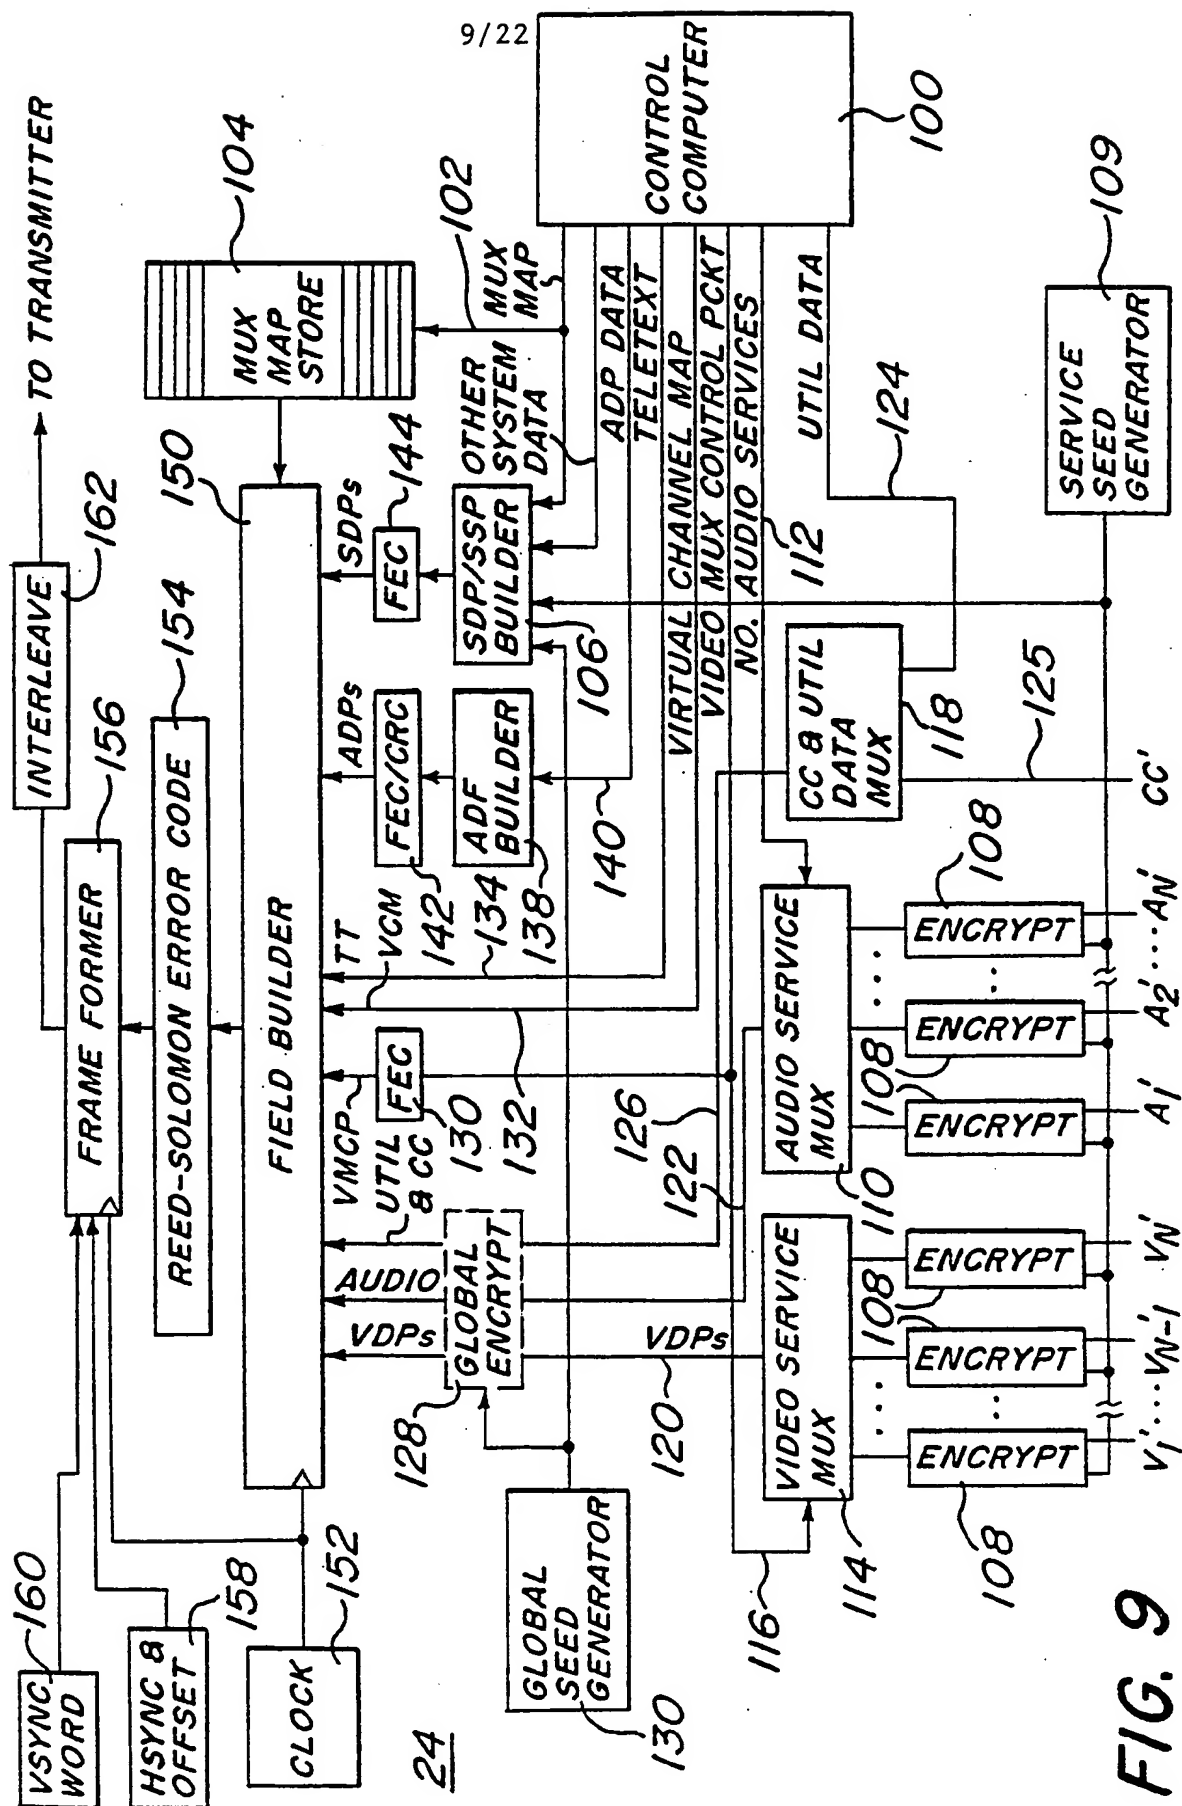 9/22
VSYNC
WORD
160
HSYNC &
OFFSET
158
CLOCK
152
24
FRAME FORMER
156
INTERLEAVE
162
TO TRANSMITTER
REED-SOLOMON ERROR CODE
154
FIELD BUILDER
150
MUX
MAP
STORE
104
VDPs
AUDIO
UTIL
& CC
VMCP
VCM
TT
ADPs
SDPs
GLOBAL
ENCRYPT
128
FEC
130
132
134
FEC/CRC
142
FEC
144
ADF
BUILDER
138
140
SDP/SSP
BUILDER
106
OTHER
SYSTEM
DATA
MUX
MAP
102
ADP DATA
TELETEXT
VIRTUAL CHANNEL MAP
VIDEO MUX CONTROL PCKT
NO. AUDIO SERVICES
112
UTIL DATA
124
CONTROL
COMPUTER
100
GLOBAL
SEED
GENERATOR
130
116
VDPs
120
122
126
VIDEO SERVICE
MUX
114
AUDIO SERVICE
MUX
110
CC & UTIL
DATA
MUX
118
125
SERVICE
SEED
GENERATOR
109
ENCRYPT
108
ENCRYPT
108
ENCRYPT
ENCRYPT
108
ENCRYPT
ENCRYPT
108
V1'....VN-1' VN' A1' A2'....AN' CC'
FIG. 9